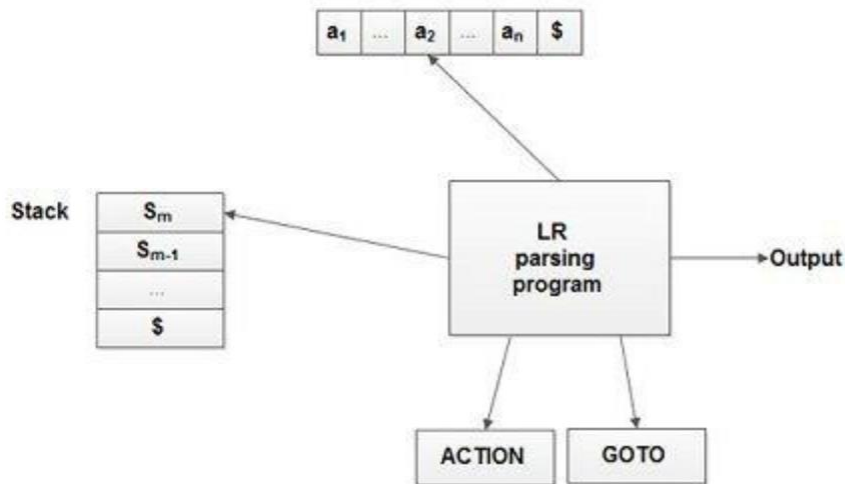 a1 ... a2 ... an $
Stack
Sm
Sm-1
...
$
LR
parsing
program
Output
ACTION
GOTO